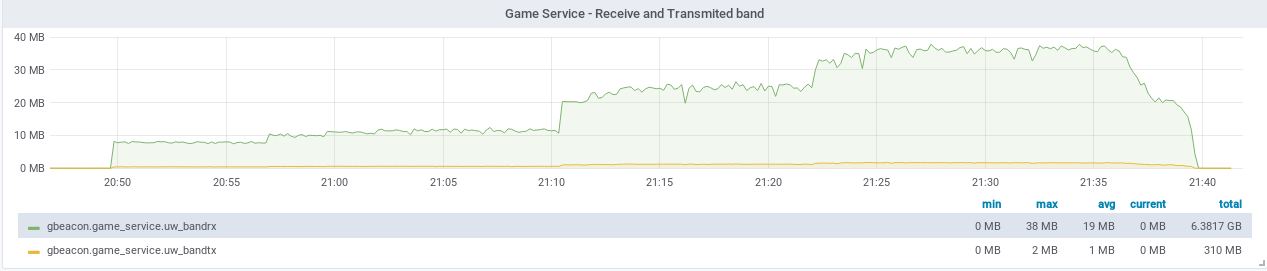 Game Service - Receive and Transmited band
40 MB
30 MB
20 MB
10 MB
0 MB
20:50 20:55 21:00 21:05 21:10 21:15 21:20 21:25 21:30 21:35 21:40
min max avg current total
gbeacon.game_service.uw_bandrx 0 MB 38 MB 19 MB 0 MB 6.3817 GB
gbeacon.game_service.uw_bandtx 0 MB 2 MB 1 MB 0 MB 310 MB